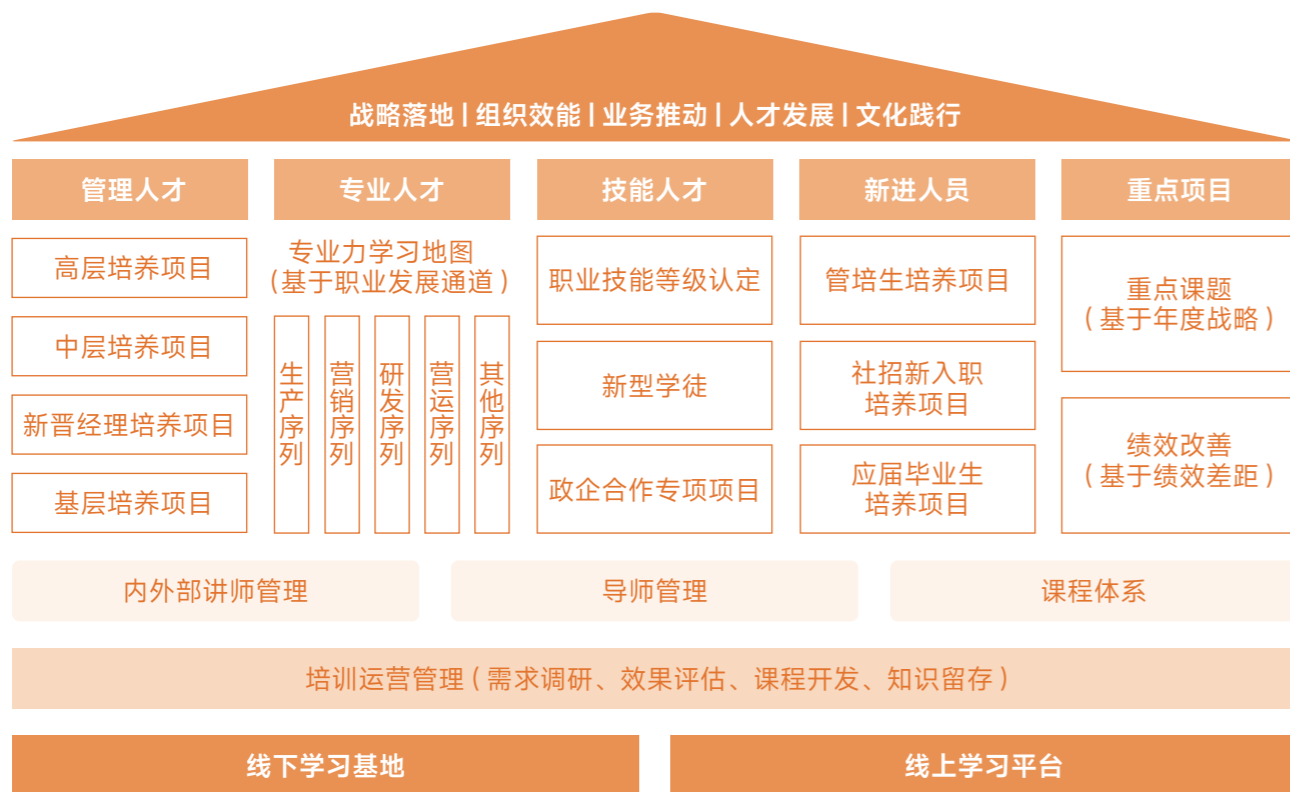 战略落地 | 组织效能 | 业务推动 | 人才发展 | 文化践行
管理人才
高层培养项目
中层培养项目
新晋经理培养项目
基层培养项目
专业人才
专业力学习地图
(基于职业发展通道)
生产序列
营销序列
研发序列
营运序列
其他序列
技能人才
职业技能等级认定
新型学徒
政企合作专项项目
新进人员
管培生培养项目
社招新入职
培养项目
应届毕业生
培养项目
重点项目
重点课题
(基于年度战略)
绩效改善
(基于绩效差距)
内外部讲师管理
导师管理
课程体系
培训运营管理(需求调研、效果评估、课程开发、知识留存)
线下学习基地
线上学习平台